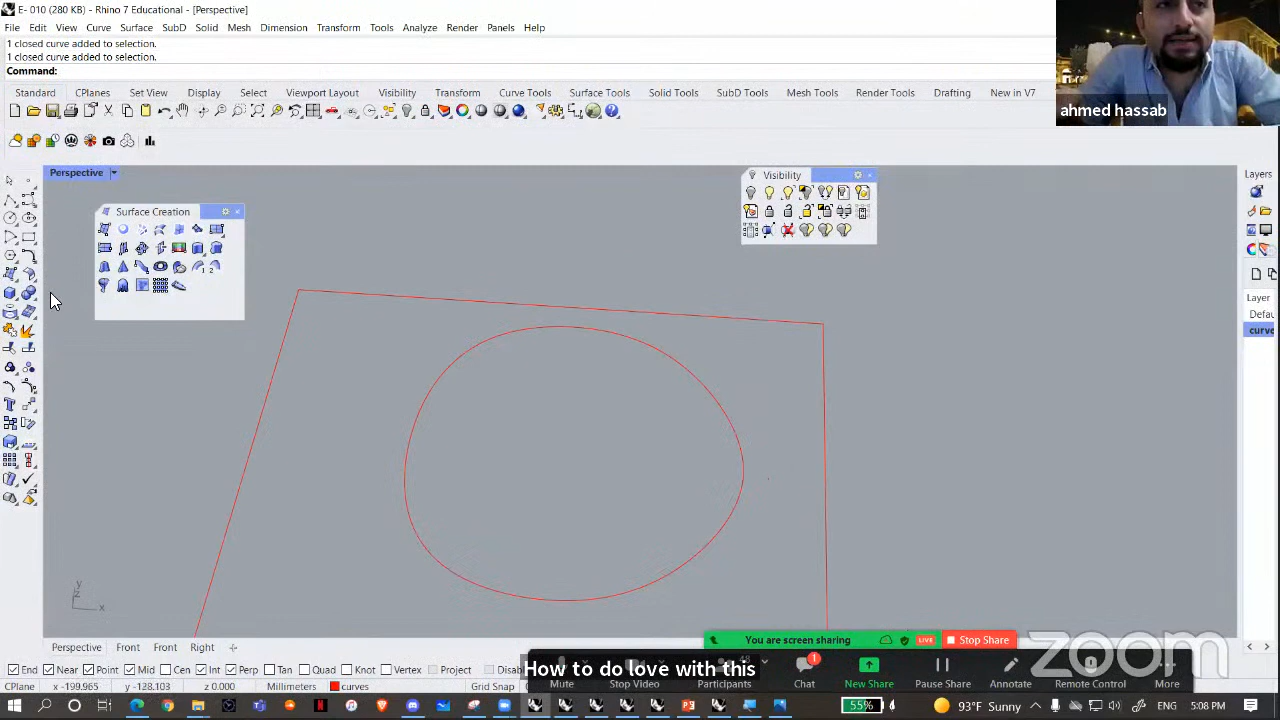 E- 010 (280 KB) - Rhino 7 Educational - [Perspective]
File Edit View Curve Surface SubD Solid Mesh Dimension Transform Tools Analyze Render Panels Help
1 closed curve added to selection.
1 closed curve added to selection.
Command:
Standard CPlanes Set View Display Select Viewport Layout Visibility Transform Curve Tools Surface Tools Solid Tools SubD Tools Mesh Tools Render Tools Drafting New in V7
ahmed hassab
Perspective
Visibility
Layers
Surface Creation
Layer
Defau
curve
y
z
x
Perspective Front Front Right
You are screen sharing LIVE Stop Share
zoom
How to do love with this
End Near Point Mid Cen Int Perp Tan Quad Knot Vertex Project
Mute Stop Video Participants Chat 1 New Share Pause Share Annotate Remote Control More
CPlane x -199.965 y -128.103 z 0.000 Millimeters curves Grid Snap
55% 93°F Sunny ENG 5:08 PM